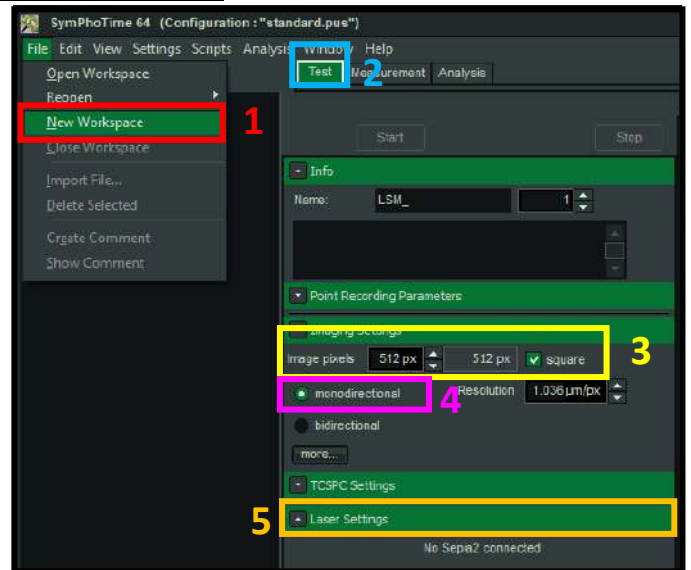 SymPhoTime 64 (Configuration : "standard.pus")
File Edit View Settings Scripts Analysis Window Help
Open Workspace
Test Measurement Analysis
2
Reopen
New Workspace
1
Close Workspace
Start Stop
Import File...
Info
Delete Selected
Name: LSM_ 1
Create Comment
Show Comment
Point Recording Parameters
Imaging Settings
Image pixels 512 px 512 px square
3
monodirectional
4
Resolution 1.036 µm/px
bidirectional
more...
TCSPC Settings
5
Laser Settings
No Sepia2 connected